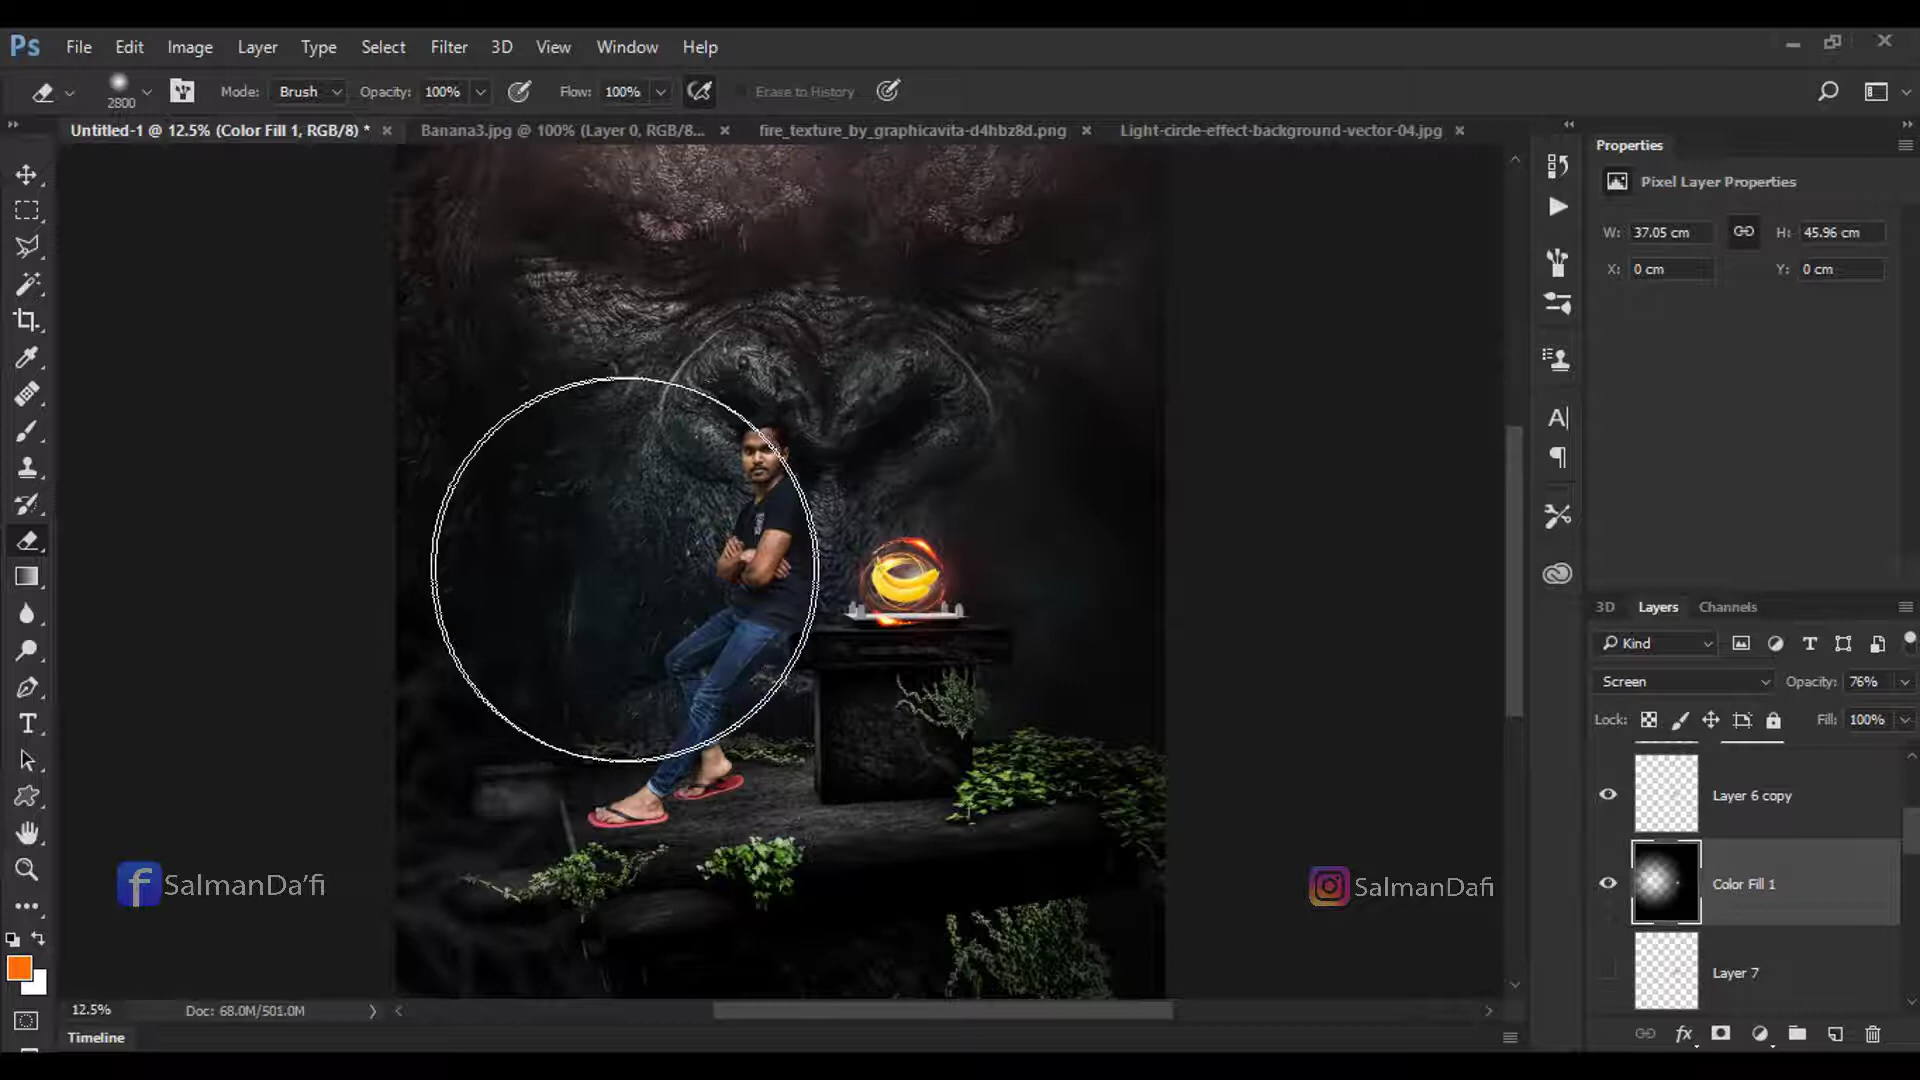 Ps File Edit Image Layer Type Select Filter 3D View Window Help
2800 Mode: Brush Opacity: 100% Flow: 100% Erase to History
Untitled-1 @ 12.5% (Color Fill 1, RGB/8) * Banana3.jpg @ 100% (Layer 0, RGB/8... fire_texture_by_graphicavita-d4hbz8d.png Light-circle-effect-background-vector-04.jpg
Properties
Pixel Layer Properties
W: 37.05 cm H: 45.96 cm
X: 0 cm Y: 0 cm
3D Layers Channels
Kind
Screen Opacity: 76%
Lock: Fill: 100%
Layer 6 copy
Color Fill 1
Layer 7
SalmanDa'fi
SalmanDafi
12.5% Doc: 68.0M/501.0M
Timeline